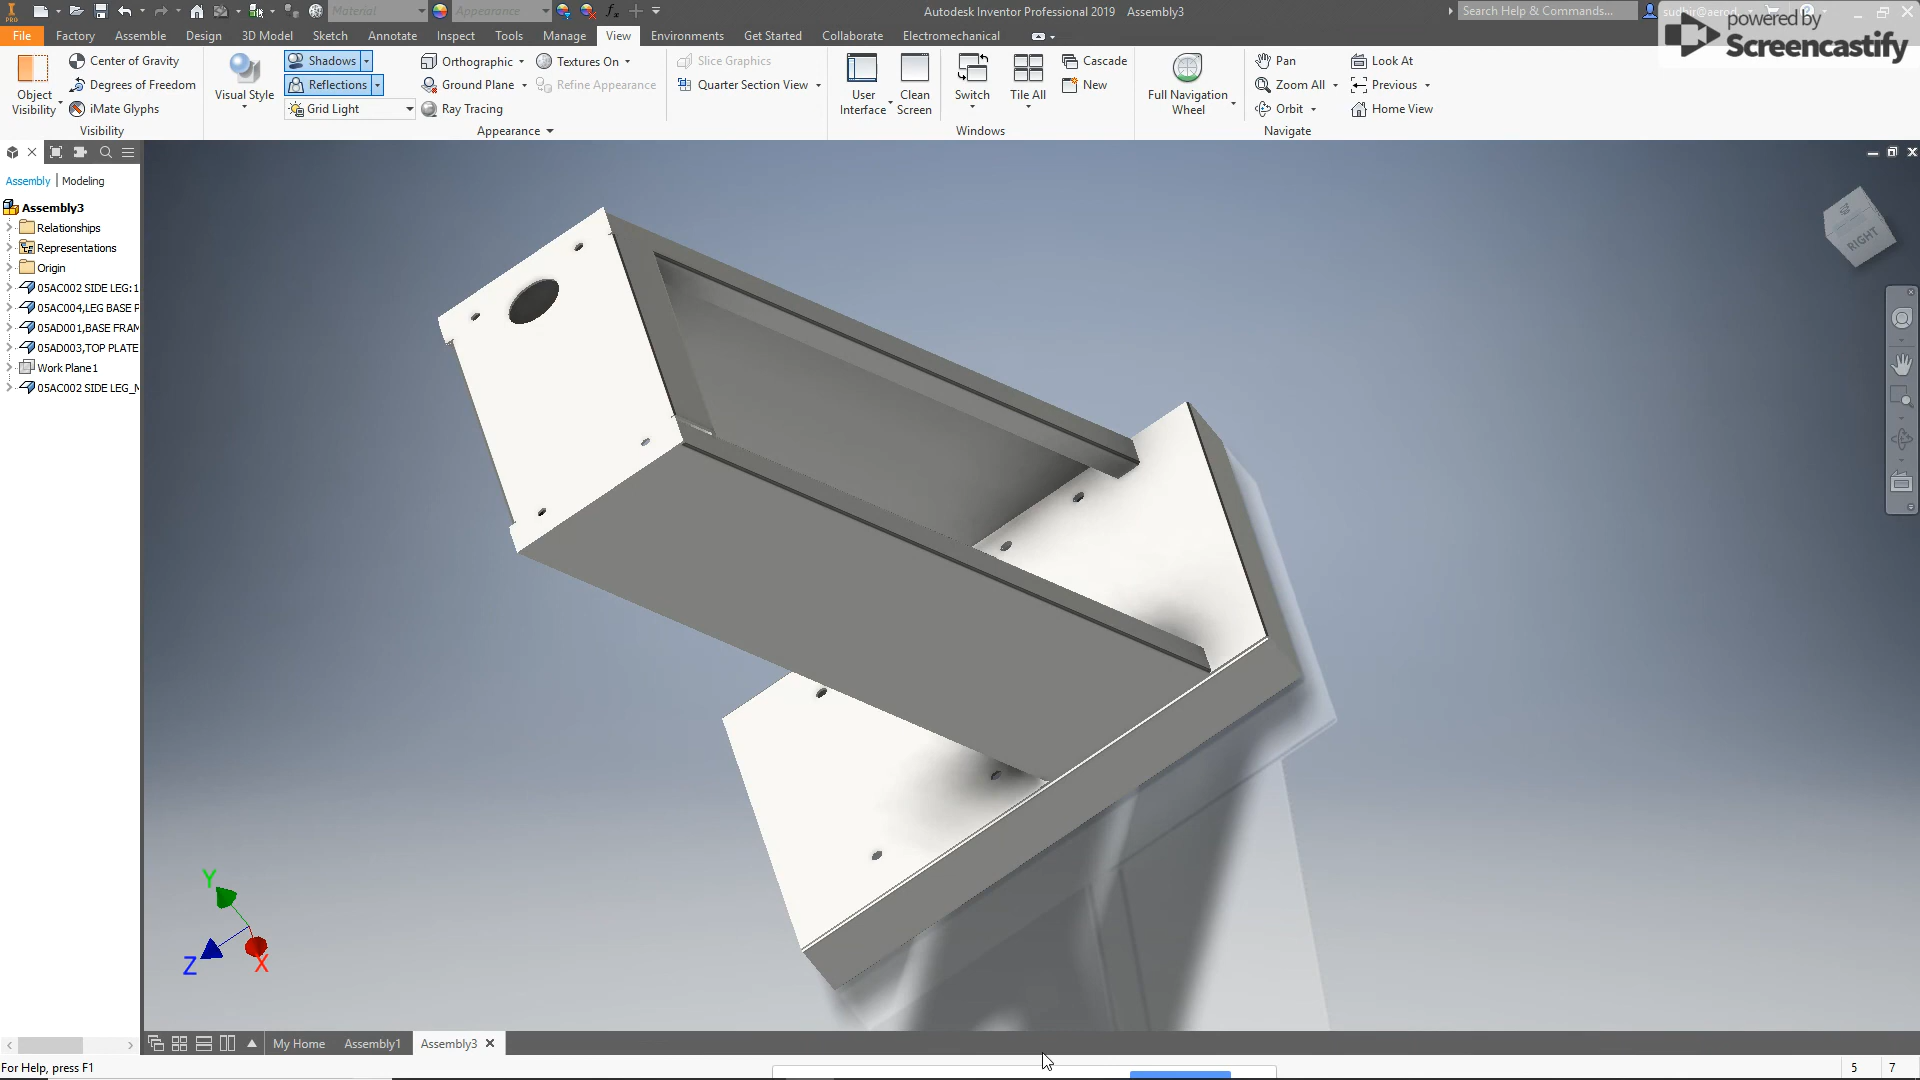 PRO
Material
Appearance
fx
Autodesk Inventor Professional 2019 Assembly3
Search Help & Commands...
powered by
Screencastify
File Factory Assemble Design 3D Model Sketch Annotate Inspect Tools Manage View Environments Get Started Collaborate Electromechanical
Object
Visibility
Center of Gravity
Degrees of Freedom
iMate Glyphs
Visibility
Visual Style
Shadows
Reflections
Grid Light
Orthographic
Ground Plane
Ray Tracing
Textures On
Refine Appearance
Appearance
Slice Graphics
Quarter Section View
User
Interface
Clean
Screen
Switch
Tile All
Cascade
New
Windows
Full Navigation
Wheel
Pan
Zoom All
Orbit
Look At
Previous
Home View
Navigate
Assembly Modeling
Assembly3
Relationships
Representations
Origin
05AC002 SIDE LEG:1
05AC004,LEG BASE P
05AD001,BASE FRAM
05AD003,TOP PLATE
Work Plane1
05AC002 SIDE LEG_M
RIGHT
Y
Z
X
My Home Assembly1 Assembly3
For Help, press F1
5 7